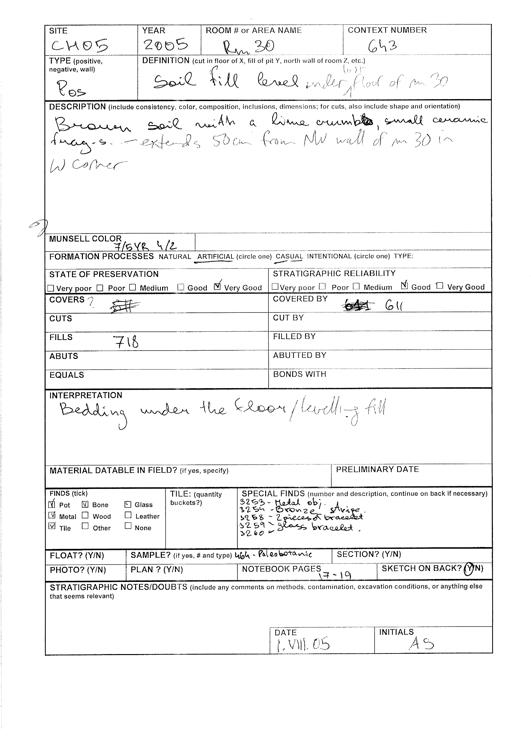 SITE YEAR ROOM # or AREA NAME CONTEXT NUMBER
CH05 2005 Rm 30 643
TYPE (positive, negative, wall) DEFINITION (cut in floor of X, fill of pit Y, north wall of room Z, etc.)
Pos Soil fill level under floor of rm 30
DESCRIPTION (include consistency, color, composition, inclusions, dimensions; for cuts, also include shape and orientation)
Brown soil with a lime crumbs, small ceramic
frag-s. – extends 50cm from NW wall of rm 30 in
W corner
MUNSELL COLOR
7/5YR 4/2
FORMATION PROCESSES NATURAL ARTIFICIAL (circle one) CASUAL INTENTIONAL (circle one) TYPE:
STATE OF PRESERVATION STRATIGRAPHIC RELIABILITY
Very poor Poor Medium Good Very Good Very poor Poor Medium Good Very Good
COVERS ? COVERED BY 611
CUTS CUT BY
FILLS 718 FILLED BY
ABUTS ABUTTED BY
EQUALS BONDS WITH
INTERPRETATION
Bedding under the floor/levelling fill
MATERIAL DATABLE IN FIELD? (if yes, specify) PRELIMINARY DATE
FINDS (tick) TILE: (quantity buckets?) SPECIAL FINDS (number and description, continue on back if necessary)
Pot Bone Glass
Metal Wood Leather
Tile Other None
3253 – Metal obj.
3254 – Bronze stripe
3258 – 2 pieces of bracelet
3259 – glass bracelet.
3260 –
FLOAT? (Y/N) SAMPLE? (if yes, # and type) 464 – Paleobotanic SECTION? (Y/N)
PHOTO? (Y/N) PLAN ? (Y/N) NOTEBOOK PAGES 17-19 SKETCH ON BACK? (Y/N)
STRATIGRAPHIC NOTES/DOUBTS (include any comments on methods, contamination, excavation conditions, or anything else
that seems relevant)
DATE INITIALS
1.VIII.05 AS